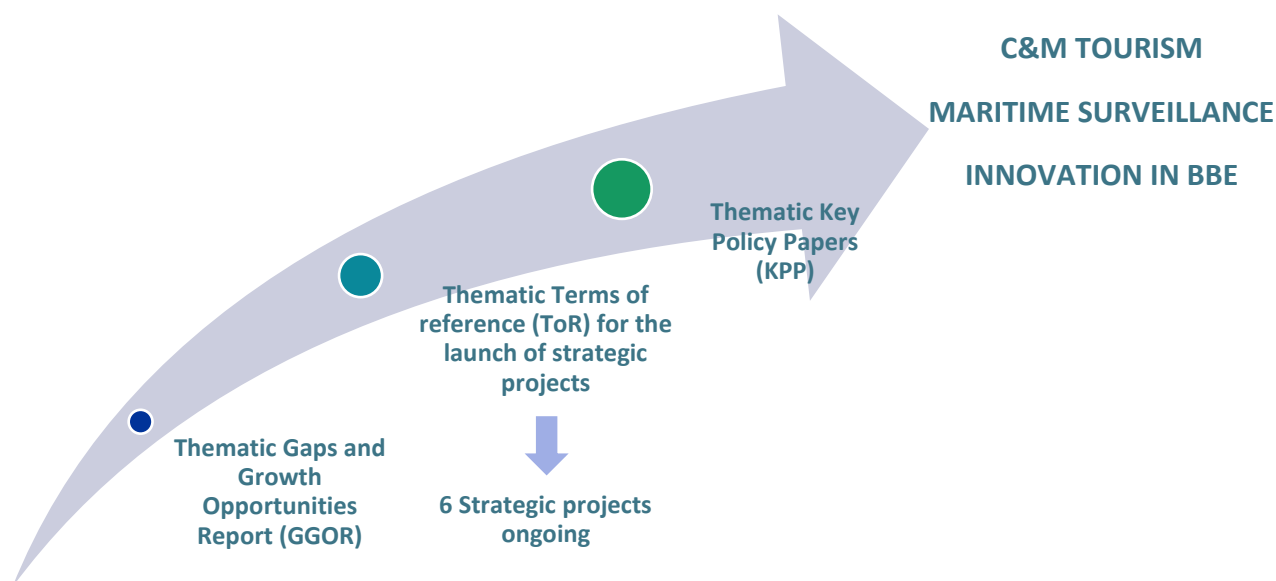 C&M TOURISM
MARITIME SURVEILLANCE
INNOVATION IN BBE
Thematic Key
Policy Papers
(KPP)
Thematic Terms of
reference (ToR) for the
launch of strategic
projects
6 Strategic projects
ongoing
Thematic Gaps and
Growth
Opportunities
Report (GGOR)